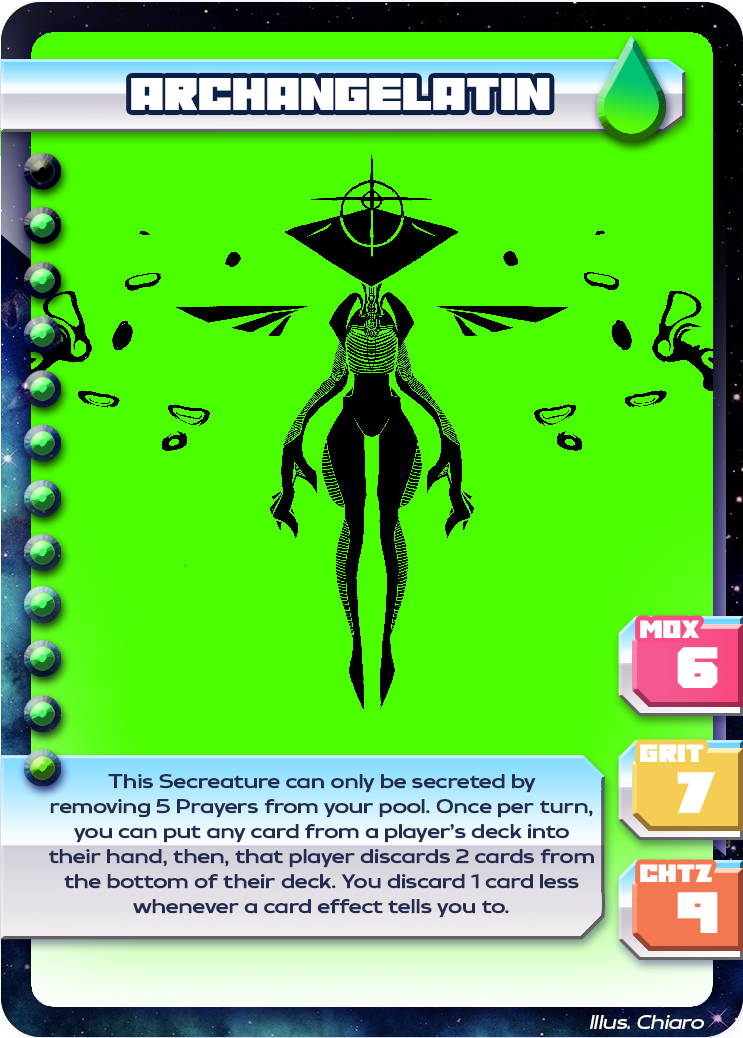 ARCHANGELATIN
MOX
6
GRIT
7
CHTZ
9
This Secreature can only be secreted by
removing 5 Prayers from your pool. Once per turn,
you can put any card from a player's deck into
their hand, then, that player discards 2 cards from
the bottom of their deck. You discard 1 card less
whenever a card effect tells you to.
Illus. Chiaro